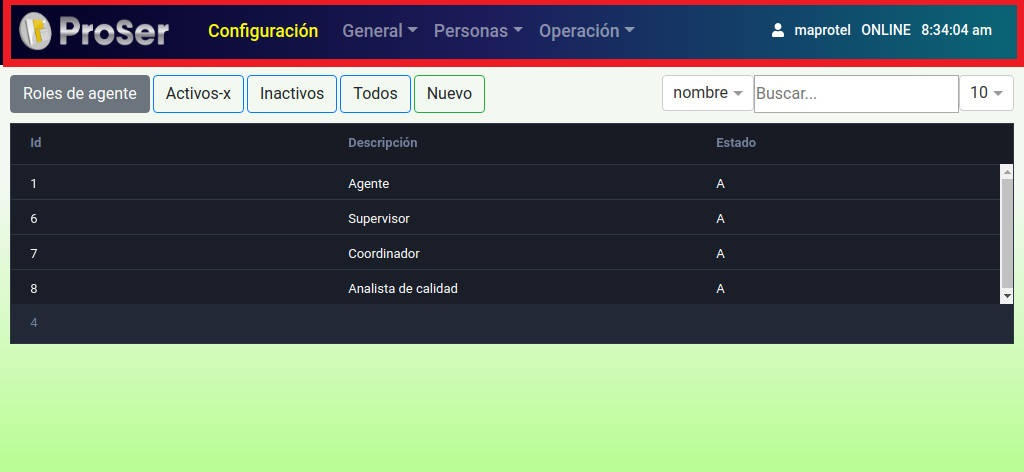 ProSer Configuración General Personas Operación maprotel ONLINE 8:34:04 am
Roles de agente Activos-x Inactivos Todos Nuevo nombre Buscar... 10
Id Descripción Estado
1 Agente A
6 Supervisor A
7 Coordinador A
8 Analista de calidad A
4